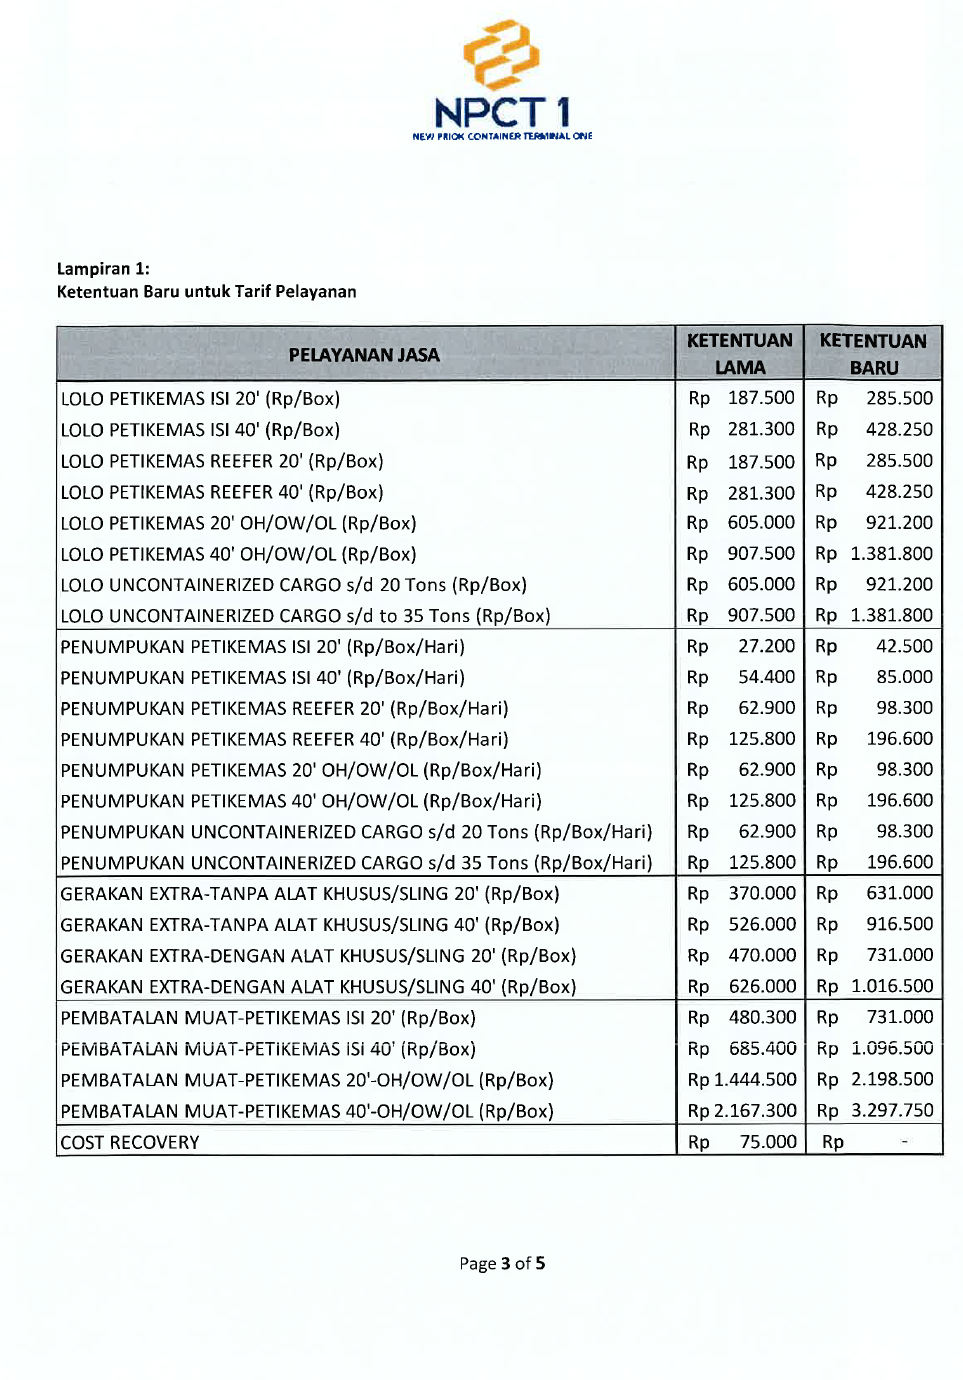 NPCT 1
NEW PRIOK CONTAINER TERMINAL ONE
Lampiran 1:
Ketentuan Baru untuk Tarif Pelayanan
PELAYANAN JASA KETENTUAN LAMA KETENTUAN BARU
LOLO PETIKEMAS ISI 20' (Rp/Box) Rp 187.500 Rp 285.500
LOLO PETIKEMAS ISI 40' (Rp/Box) Rp 281.300 Rp 428.250
LOLO PETIKEMAS REEFER 20' (Rp/Box) Rp 187.500 Rp 285.500
LOLO PETIKEMAS REEFER 40' (Rp/Box) Rp 281.300 Rp 428.250
LOLO PETIKEMAS 20' OH/OW/OL (Rp/Box) Rp 605.000 Rp 921.200
LOLO PETIKEMAS 40' OH/OW/OL (Rp/Box) Rp 907.500 Rp 1.381.800
LOLO UNCONTAINERIZED CARGO s/d 20 Tons (Rp/Box) Rp 605.000 Rp 921.200
LOLO UNCONTAINERIZED CARGO s/d to 35 Tons (Rp/Box) Rp 907.500 Rp 1.381.800
PENUMPUKAN PETIKEMAS ISI 20' (Rp/Box/Hari) Rp 27.200 Rp 42.500
PENUMPUKAN PETIKEMAS ISI 40' (Rp/Box/Hari) Rp 54.400 Rp 85.000
PENUMPUKAN PETIKEMAS REEFER 20' (Rp/Box/Hari) Rp 62.900 Rp 98.300
PENUMPUKAN PETIKEMAS REEFER 40' (Rp/Box/Hari) Rp 125.800 Rp 196.600
PENUMPUKAN PETIKEMAS 20' OH/OW/OL (Rp/Box/Hari) Rp 62.900 Rp 98.300
PENUMPUKAN PETIKEMAS 40' OH/OW/OL (Rp/Box/Hari) Rp 125.800 Rp 196.600
PENUMPUKAN UNCONTAINERIZED CARGO s/d 20 Tons (Rp/Box/Hari) Rp 62.900 Rp 98.300
PENUMPUKAN UNCONTAINERIZED CARGO s/d 35 Tons (Rp/Box/Hari) Rp 125.800 Rp 196.600
GERAKAN EXTRA-TANPA ALAT KHUSUS/SLING 20' (Rp/Box) Rp 370.000 Rp 631.000
GERAKAN EXTRA-TANPA ALAT KHUSUS/SLING 40' (Rp/Box) Rp 526.000 Rp 916.500
GERAKAN EXTRA-DENGAN ALAT KHUSUS/SLING 20' (Rp/Box) Rp 470.000 Rp 731.000
GERAKAN EXTRA-DENGAN ALAT KHUSUS/SLING 40' (Rp/Box) Rp 626.000 Rp 1.016.500
PEMBATALAN MUAT-PETIKEMAS ISI 20' (Rp/Box) Rp 480.300 Rp 731.000
PEMBATALAN MUAT-PETIKEMAS ISI 40' (Rp/Box) Rp 685.400 Rp 1.096.500
PEMBATALAN MUAT-PETIKEMAS 20'-OH/OW/OL (Rp/Box) Rp 1.444.500 Rp 2.198.500
PEMBATALAN MUAT-PETIKEMAS 40'-OH/OW/OL (Rp/Box) Rp 2.167.300 Rp 3.297.750
COST RECOVERY Rp 75.000 Rp -
Page 3 of 5